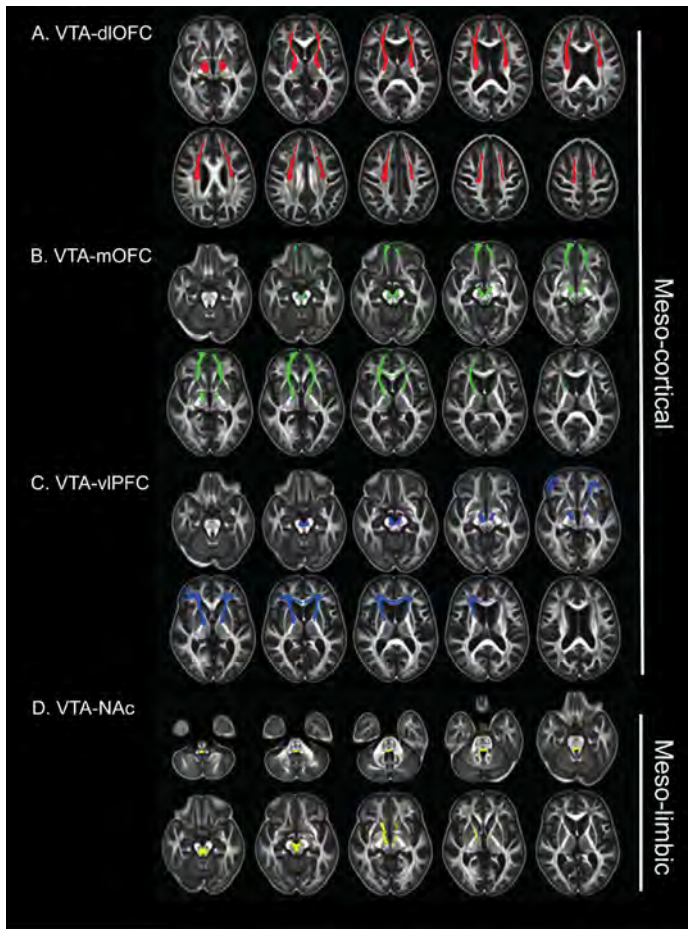 A. VTA-dlOFC
B. VTA-mOFC
C. VTA-vlPFC
D. VTA-NAc
Meso-cortical
Meso-limbic